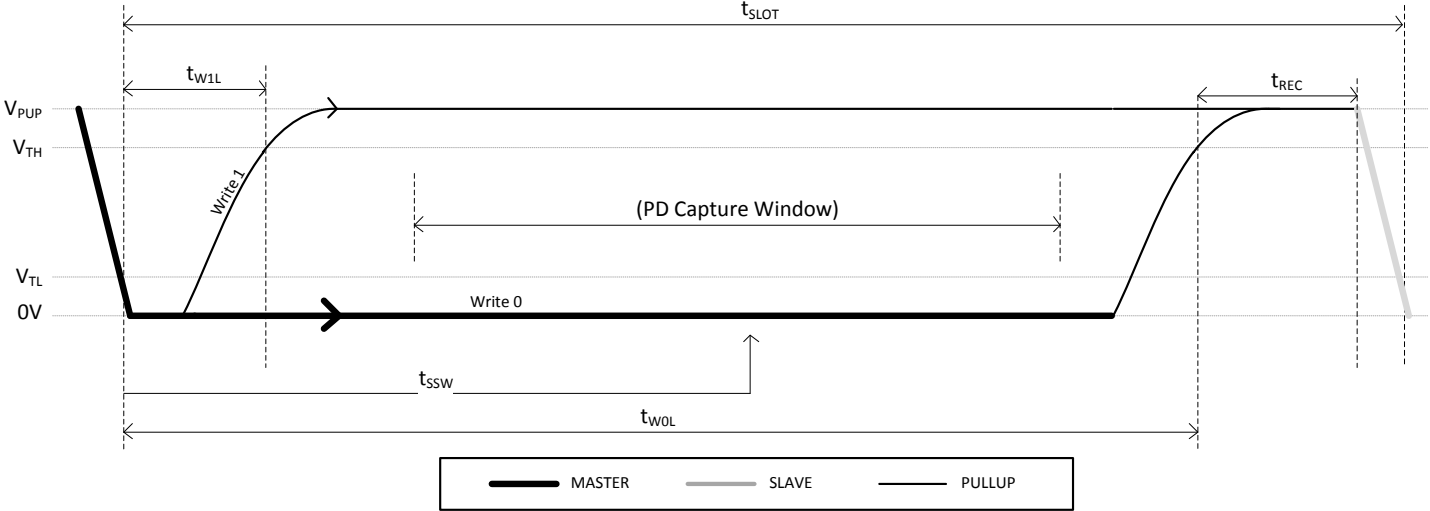 tSLOT
tW1L
tREC
VPUP
VTH
Write 1
(PD Capture Window)
VTL
0V
Write 0
tSSW
tW0L
MASTER SLAVE PULLUP